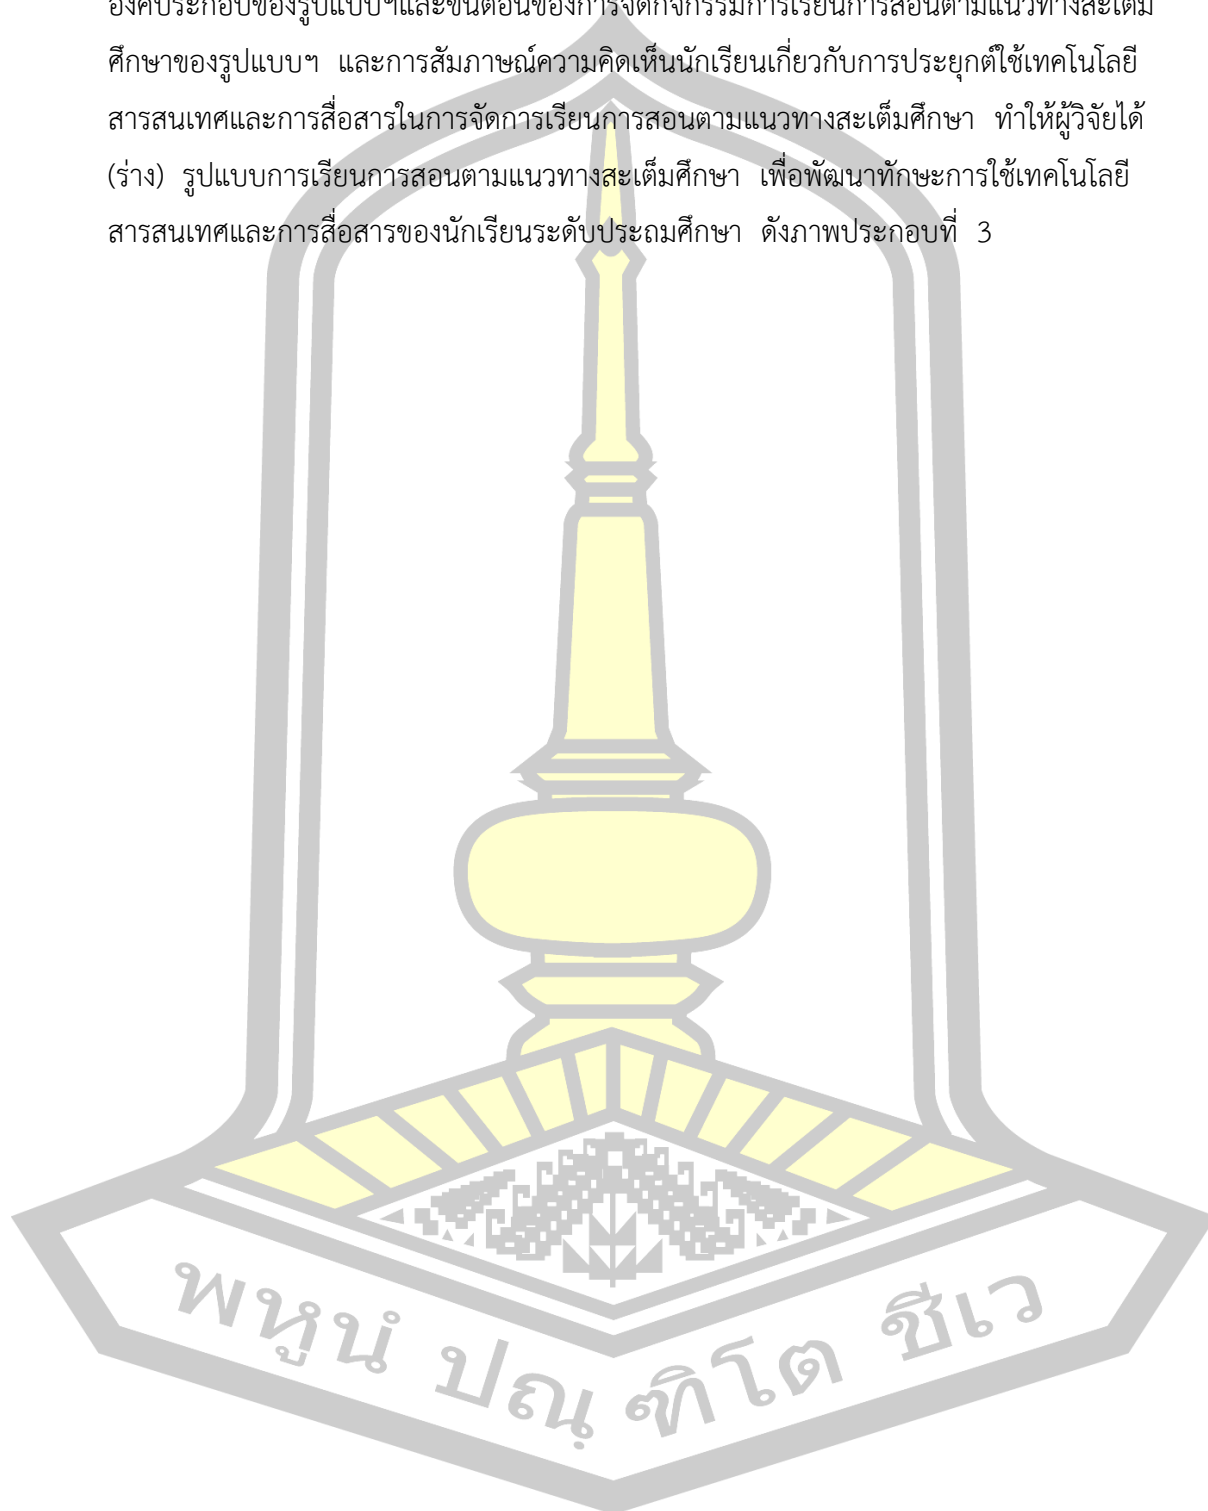 องค์ประกอบของรูปแบบฯและขั้นตอนของการจัดกิจกรรมการเรียนการสอนตามแนวทางสะเต็ม
ศึกษาของรูปแบบฯ และการสัมภาษณ์ความคิดเห็นนักเรียนเกี่ยวกับการประยุกต์ใช้เทคโนโลยี
สารสนเทศและการสื่อสารในการจัดการเรียนการสอนตามแนวทางสะเต็มศึกษา ทำให้ผู้วิจัยได้
(ร่าง) รูปแบบการเรียนการสอนตามแนวทางสะเต็มศึกษา เพื่อพัฒนาทักษะการใช้เทคโนโลยี
สารสนเทศและการสื่อสารของนักเรียนระดับประถมศึกษา ดังภาพประกอบที่ 3
พหูนํ ปณฺฑิโต ชีเว